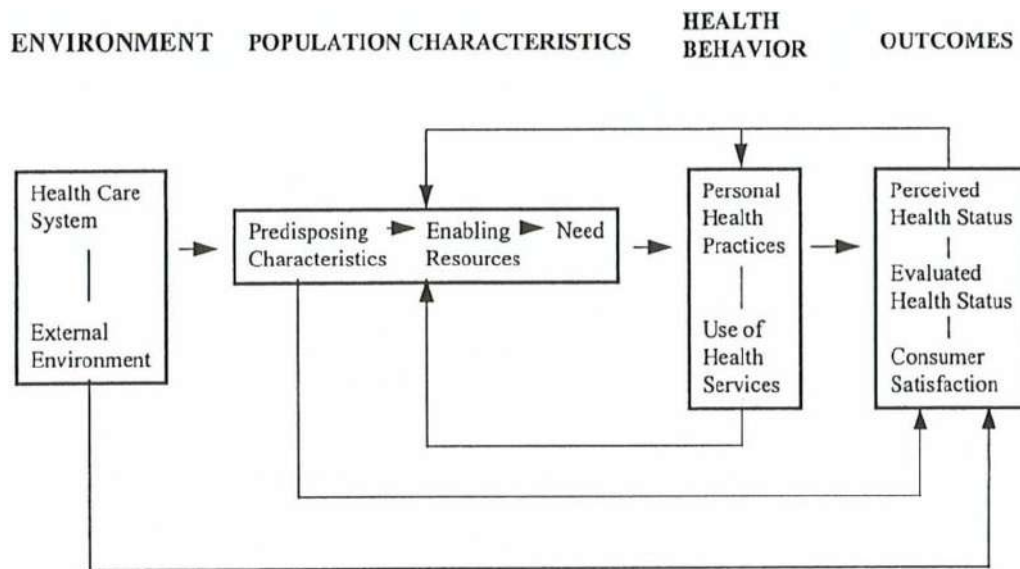 ENVIRONMENT
POPULATION CHARACTERISTICS
HEALTH
BEHAVIOR
OUTCOMES
Health Care
System
External
Environment
Predisposing
Characteristics
Enabling
Resources
Need
Personal
Health
Practices
Use of
Health
Services
Perceived
Health Status
Evaluated
Health Status
Consumer
Satisfaction